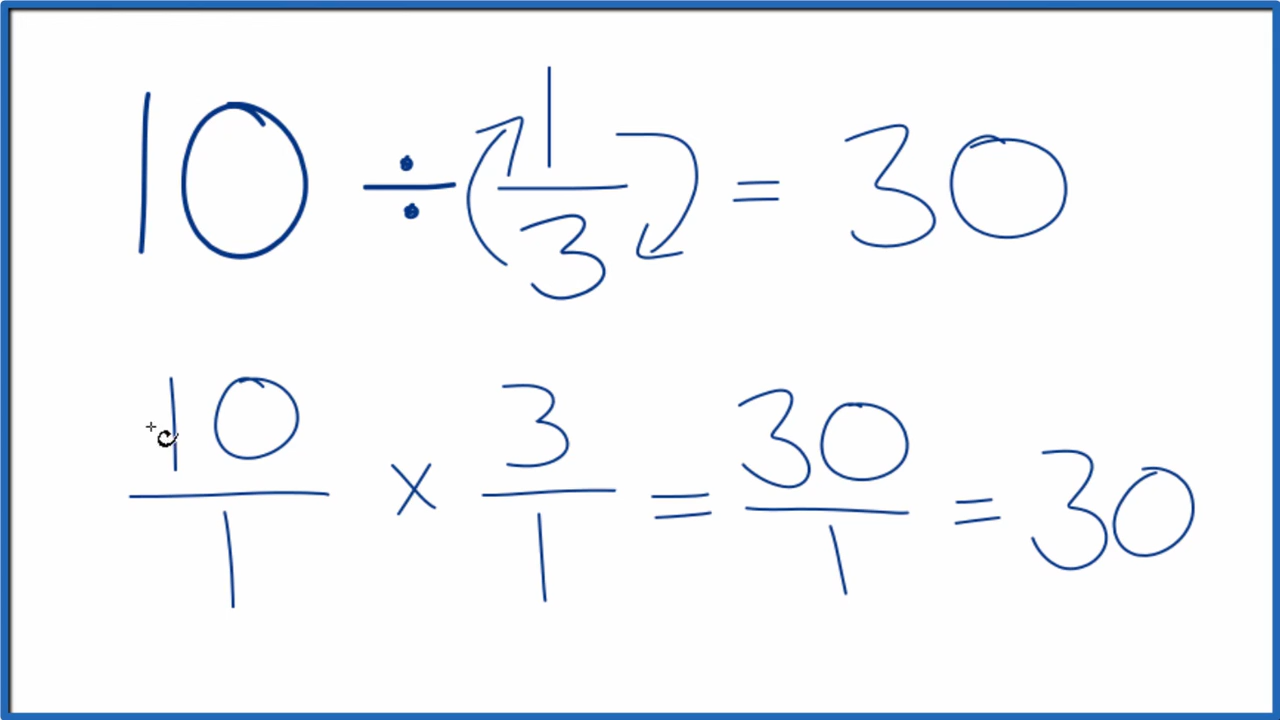 10 ÷ 1/3 = 30
10/1 × 3/1 = 30/1 = 30